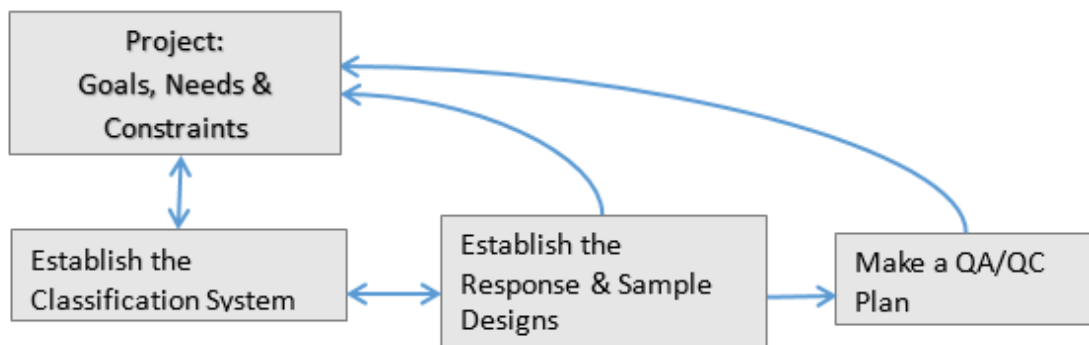 Project:
Goals, Needs &
Constraints
Establish the
Classification System
Establish the
Response & Sample
Designs
Make a QA/QC
Plan